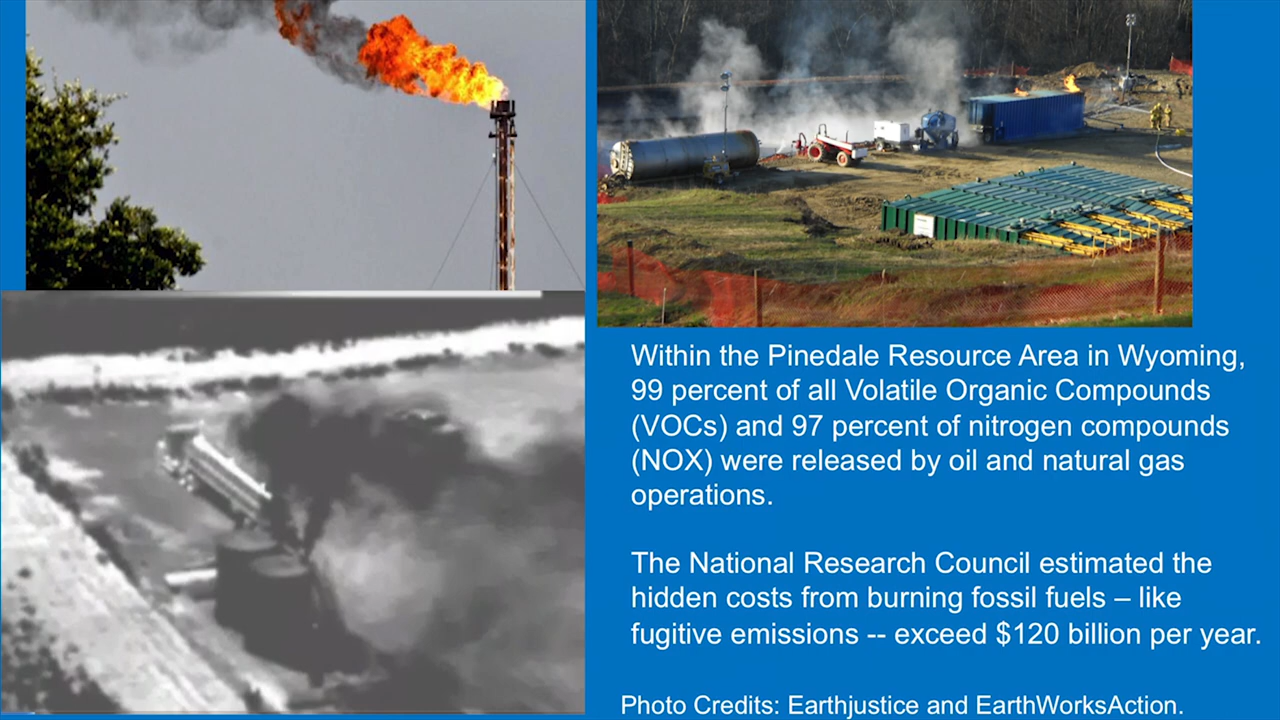 Within the Pinedale Resource Area in Wyoming,
99 percent of all Volatile Organic Compounds
(VOCs) and 97 percent of nitrogen compounds
(NOX) were released by oil and natural gas
operations.
The National Research Council estimated the
hidden costs from burning fossil fuels – like
fugitive emissions -- exceed $120 billion per year.
Photo Credits: Earthjustice and EarthWorksAction.